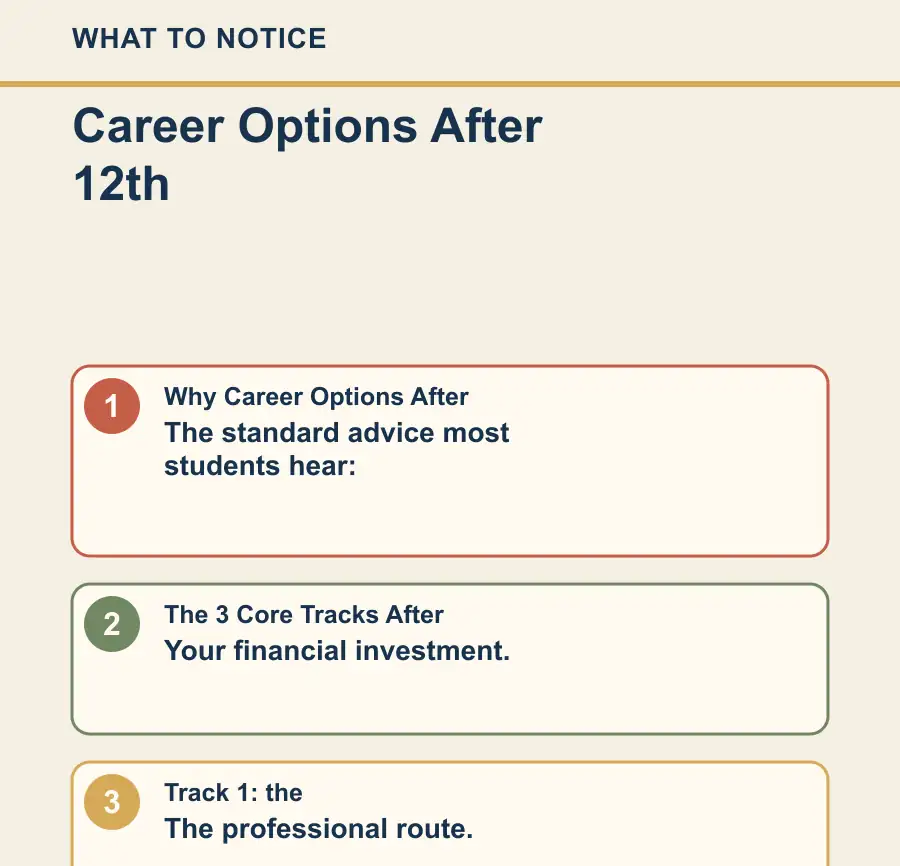 WHAT TO NOTICE
Career Options After
12th
1
Why Career Options After
The standard advice most
students hear:
2
The 3 Core Tracks After
Your financial investment.
3
Track 1: the
The professional route.